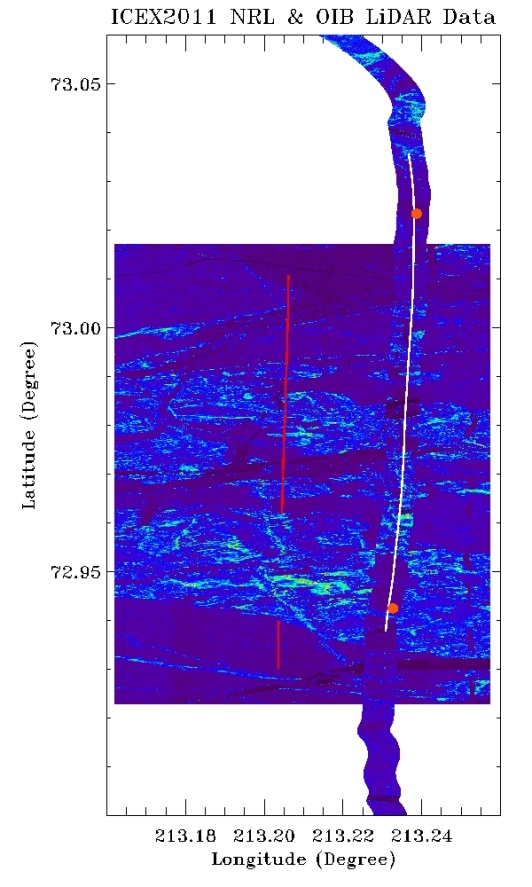 ICEX2011 NRL & OIB LiDAR Data
73.05
73.00
72.95
Latitude (Degree)
213.18 213.20 213.22 213.24
Longitude (Degree)